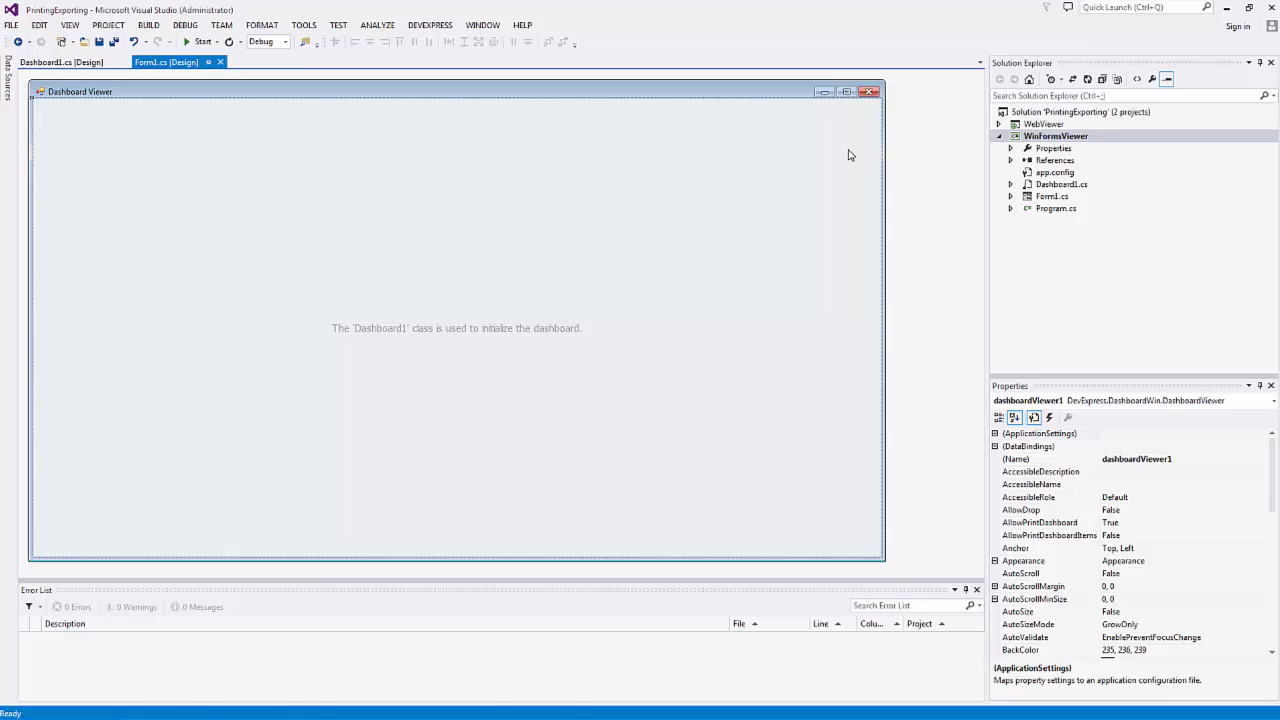 PrintingExporting - Microsoft Visual Studio (Administrator)
Quick Launch (Ctrl+Q)
FILE EDIT VIEW PROJECT BUILD DEBUG TEAM FORMAT TOOLS TEST ANALYZE DEVEXPRESS WINDOW HELP
Sign in
Start Debug
Data Sources
Dashboard1.cs [Design] Form1.cs [Design]
Dashboard Viewer
The 'Dashboard1' class is used to initialize the dashboard.
Solution Explorer
Search Solution Explorer (Ctrl+;)
Solution 'PrintingExporting' (2 projects)
WebViewer
WinFormsViewer
Properties
References
app.config
Dashboard1.cs
Form1.cs
Program.cs
Properties
dashboardViewer1 DevExpress.DashboardWin.DashboardViewer
(ApplicationSettings)
(DataBindings)
(Name) dashboardViewer1
AccessibleDescription
AccessibleName
AccessibleRole Default
AllowDrop False
AllowPrintDashboard True
AllowPrintDashboardItems False
Anchor Top, Left
Appearance Appearance
AutoScroll False
AutoScrollMargin 0, 0
AutoScrollMinSize 0, 0
AutoSize False
AutoSizeMode GrowOnly
AutoValidate EnablePreventFocusChange
BackColor 235, 236, 239
(ApplicationSettings)
Maps property settings to an application configuration file.
Error List
0 Errors 0 Warnings 0 Messages
Search Error List
Description File Line Colu... Project
Ready